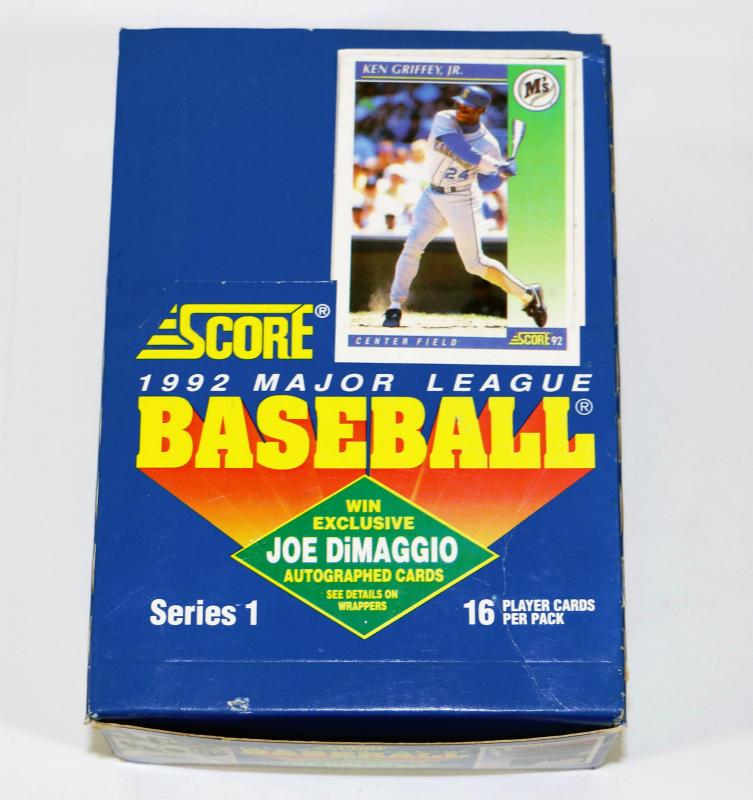 KEN GRIFFEY, JR.
M's
24
CENTER FIELD
SCORE 92
SCORE®
1992 MAJOR LEAGUE
BASEBALL®
WIN
EXCLUSIVE
JOE DiMAGGIO
AUTOGRAPHED CARDS
SEE DETAILS ON
WRAPPERS
Series 1
16 PLAYER CARDS
PER PACK
BASEBALL